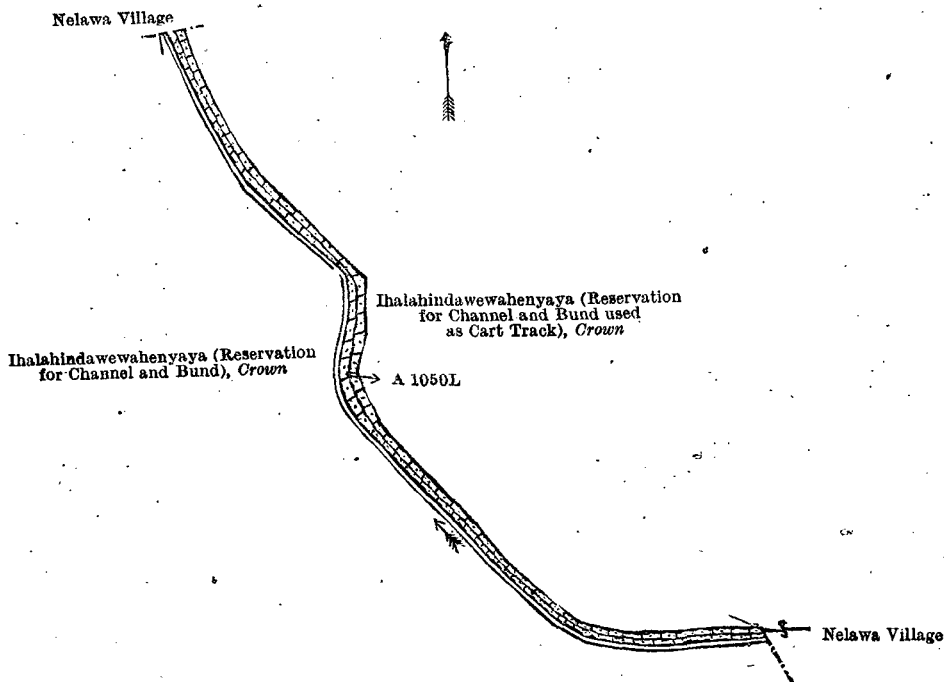 Nelawa Village
Ihalahindawewahenyaya (Reservation
for Channel and Bund used
as Cart Track), Crown
Ihalahindawewahenyaya (Reservation
for Channel and Bund), Crown
A 1050L
Nelawa Village